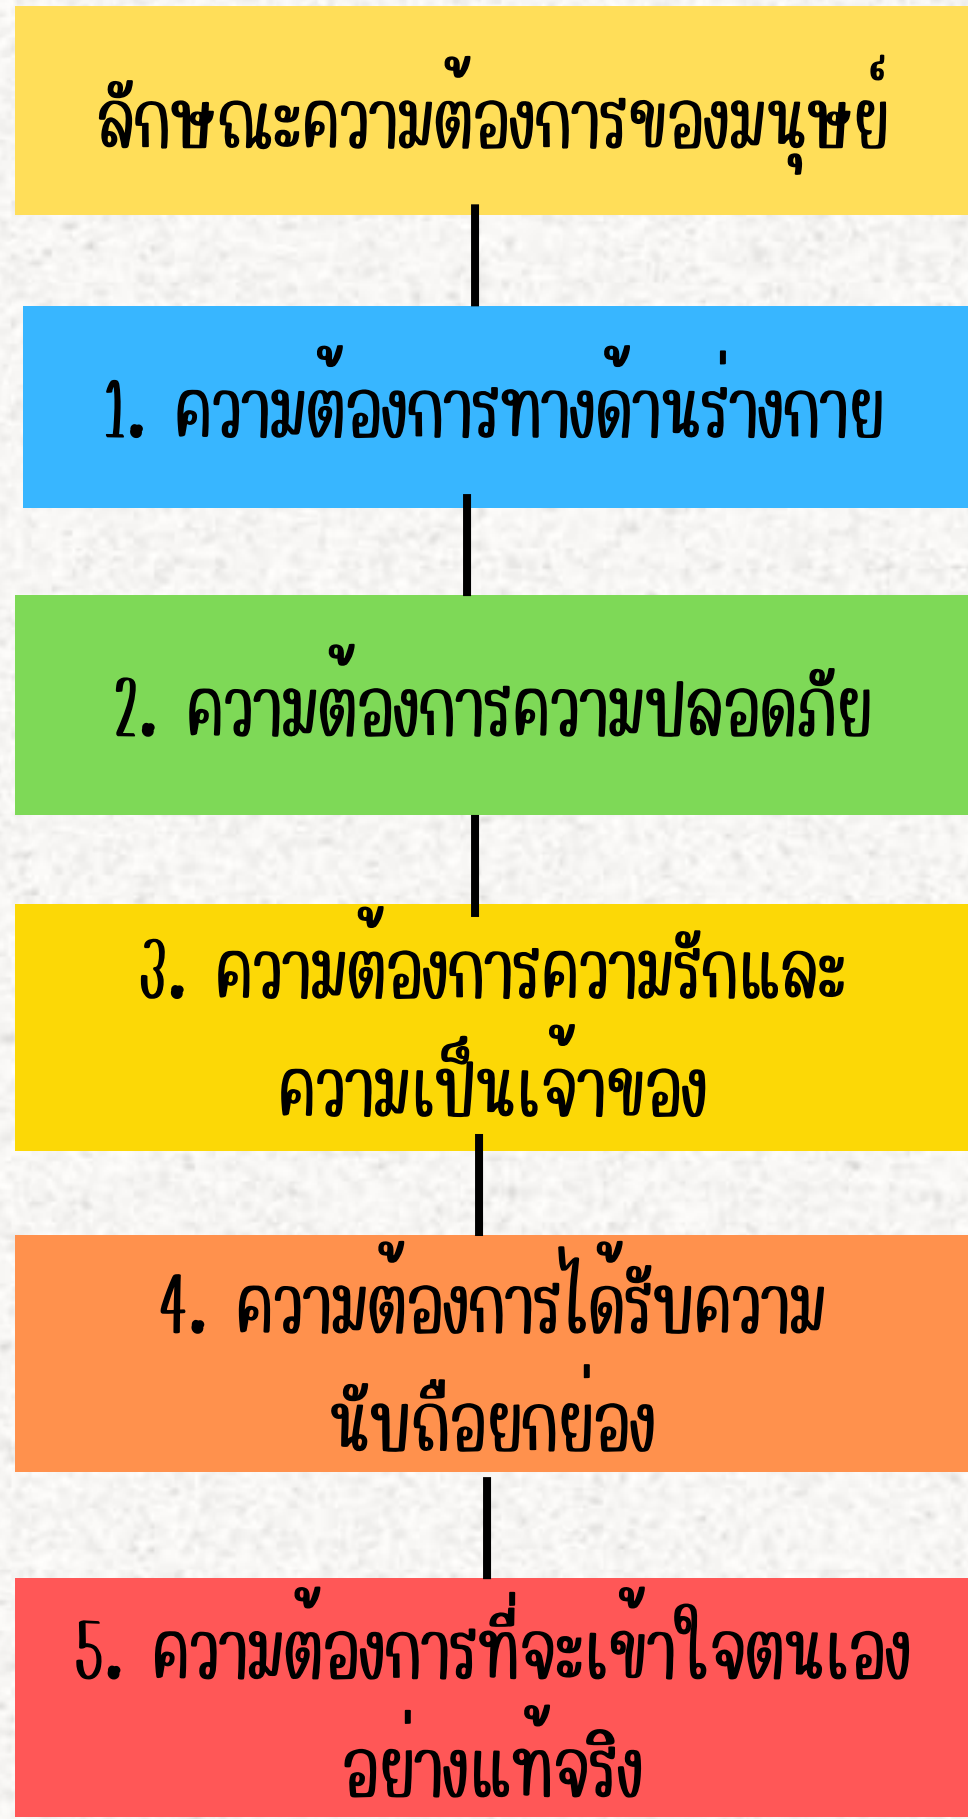 ลักษณะความต้องการของมนุษย์
1. ความต้องการทางด้านร่างกาย
2. ความต้องการความปลอดภัย
3. ความต้องการความรักและ
ความเป็นเจ้าของ
4. ความต้องการได้รับความ
นับถือยกย่อง
5. ความต้องการที่จะเข้าใจตนเอง
อย่างแท้จริง